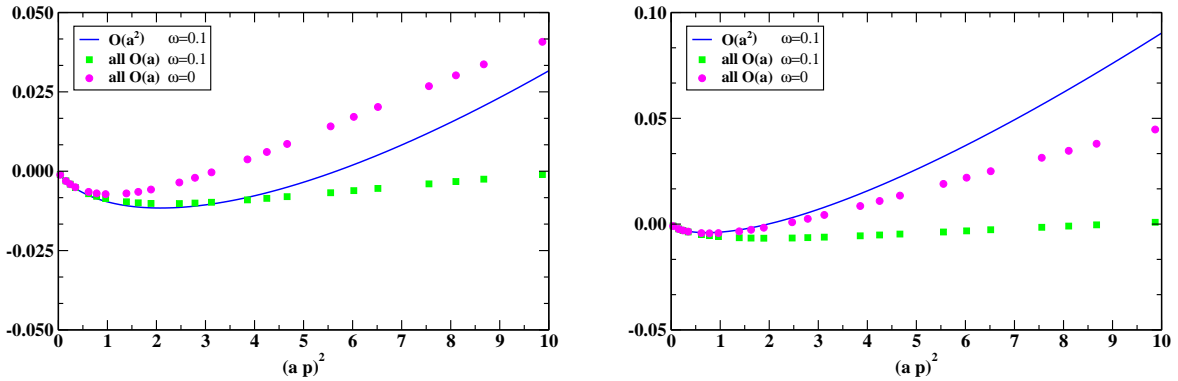 0.050
O(a²) ω=0.1
all O(a) ω=0.1
all O(a) ω=0
0.025
0.000
-0.025
-0.050
0 1 2 3 4 5 6 7 8 9 10
(a p)²
0.10
O(a²) ω=0.1
all O(a) ω=0.1
all O(a) ω=0
0.05
0.00
-0.05
0 1 2 3 4 5 6 7 8 9 10
(a p)²